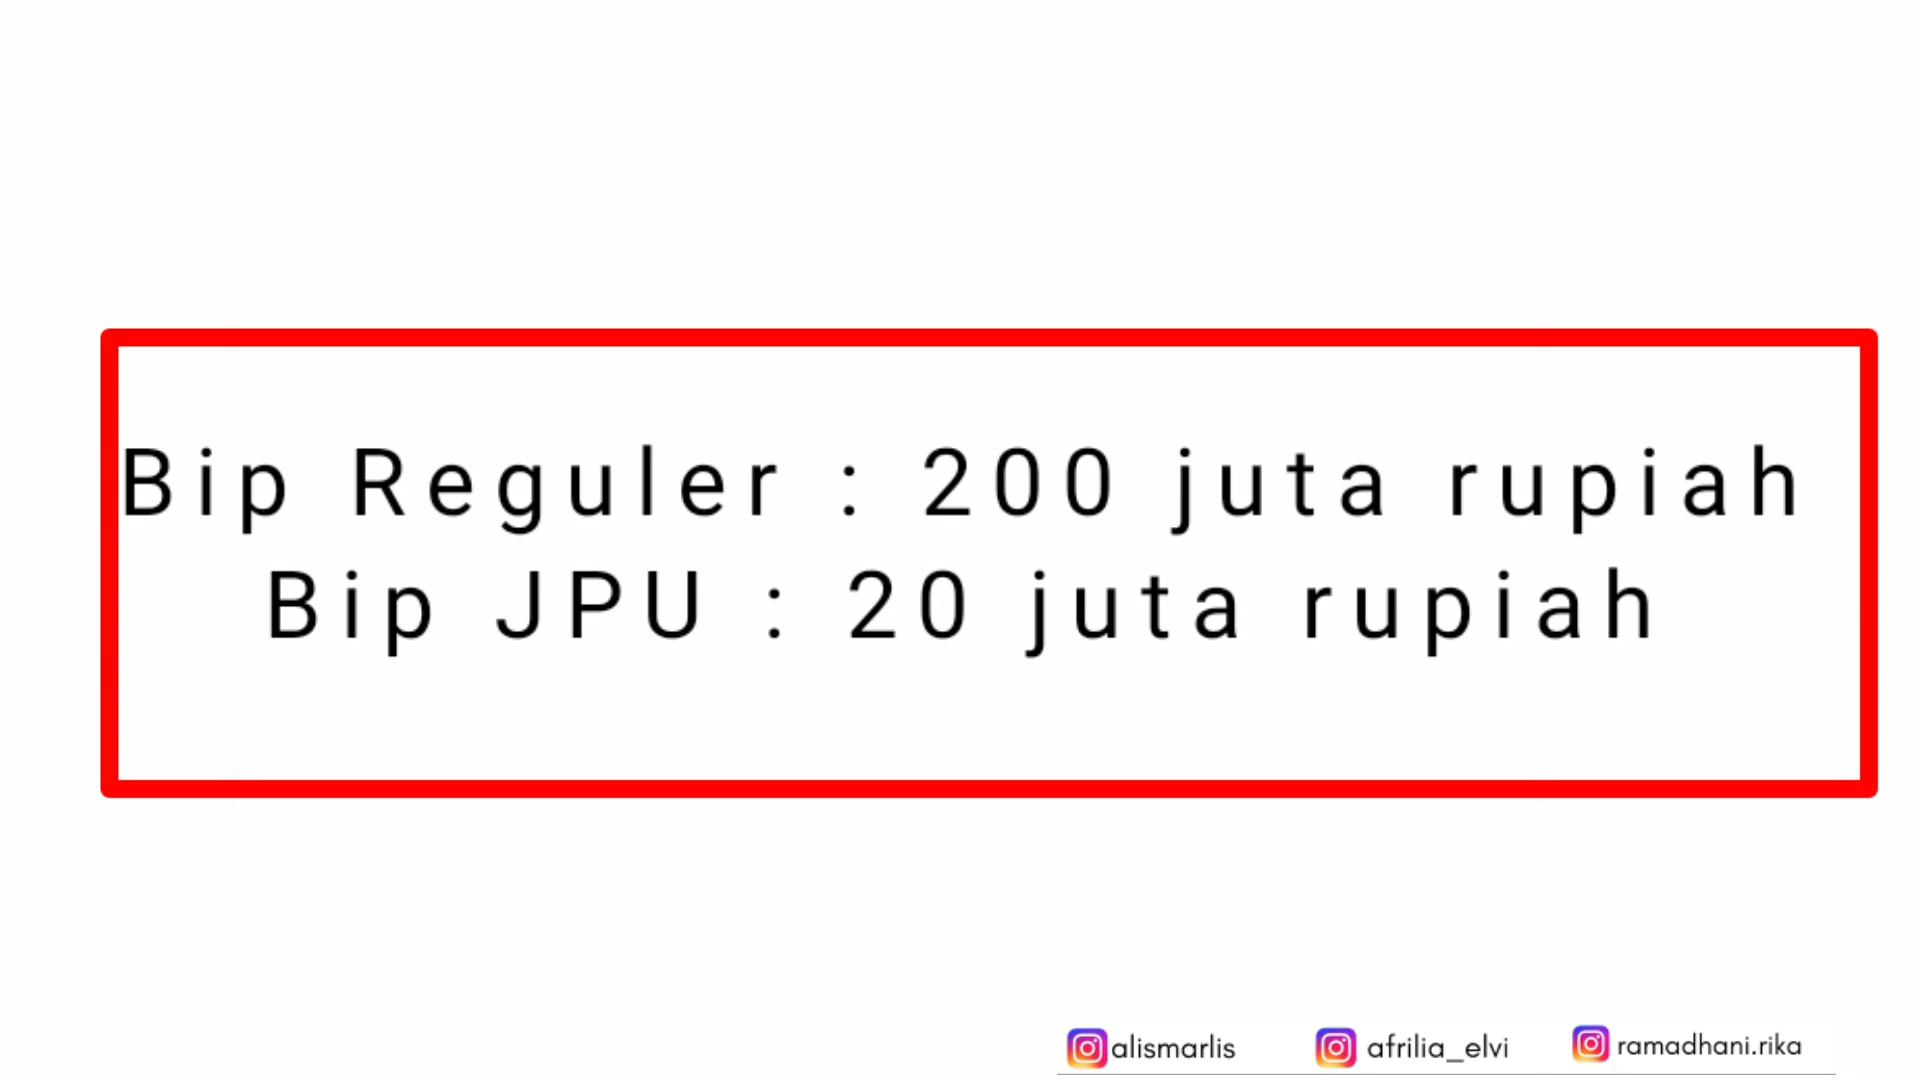 Bip Reguler : 200 juta rupiah
Bip JPU : 20 juta rupiah
alismarlis afrilia_elvi ramadhani.rika